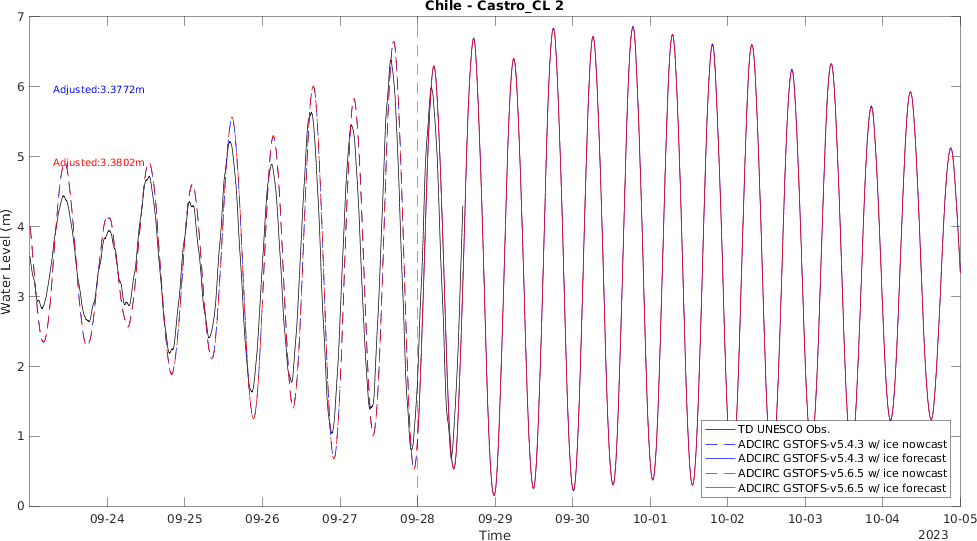 Chile - Castro_CL 2
7
6
5
4
3
2
1
0
Water Level (m)
Adjusted:3.3772m
Adjusted:3.3802m
TD UNESCO Obs.
ADCIRC GSTOFS-v5.4.3 w/ ice nowcast
ADCIRC GSTOFS-v5.4.3 w/ ice forecast
ADCIRC GSTOFS-v5.6.5 w/ ice nowcast
ADCIRC GSTOFS-v5.6.5 w/ ice forecast
09-24 09-25 09-26 09-27 09-28 09-29 09-30 10-01 10-02 10-03 10-04 10-05
Time
2023